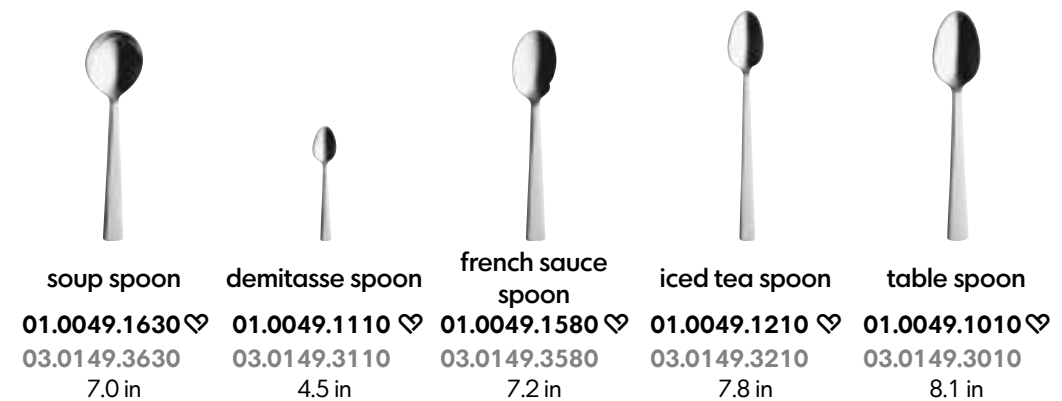 soup spoon
01.0049.1630
03.0149.3630
7.0 in
demitasse spoon
01.0049.1110
03.0149.3110
4.5 in
french sauce
spoon
01.0049.1580
03.0149.3580
7.2 in
iced tea spoon
01.0049.1210
03.0149.3210
7.8 in
table spoon
01.0049.1010
03.0149.3010
8.1 in